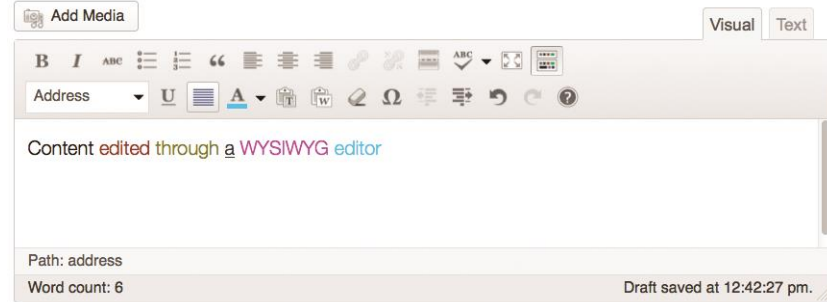 Add Media
Visual Text
B I ABC ABC
Address U A T W Ω ?
Content edited through a WYSIWYG editor
Path: address
Word count: 6 Draft saved at 12:42:27 pm.